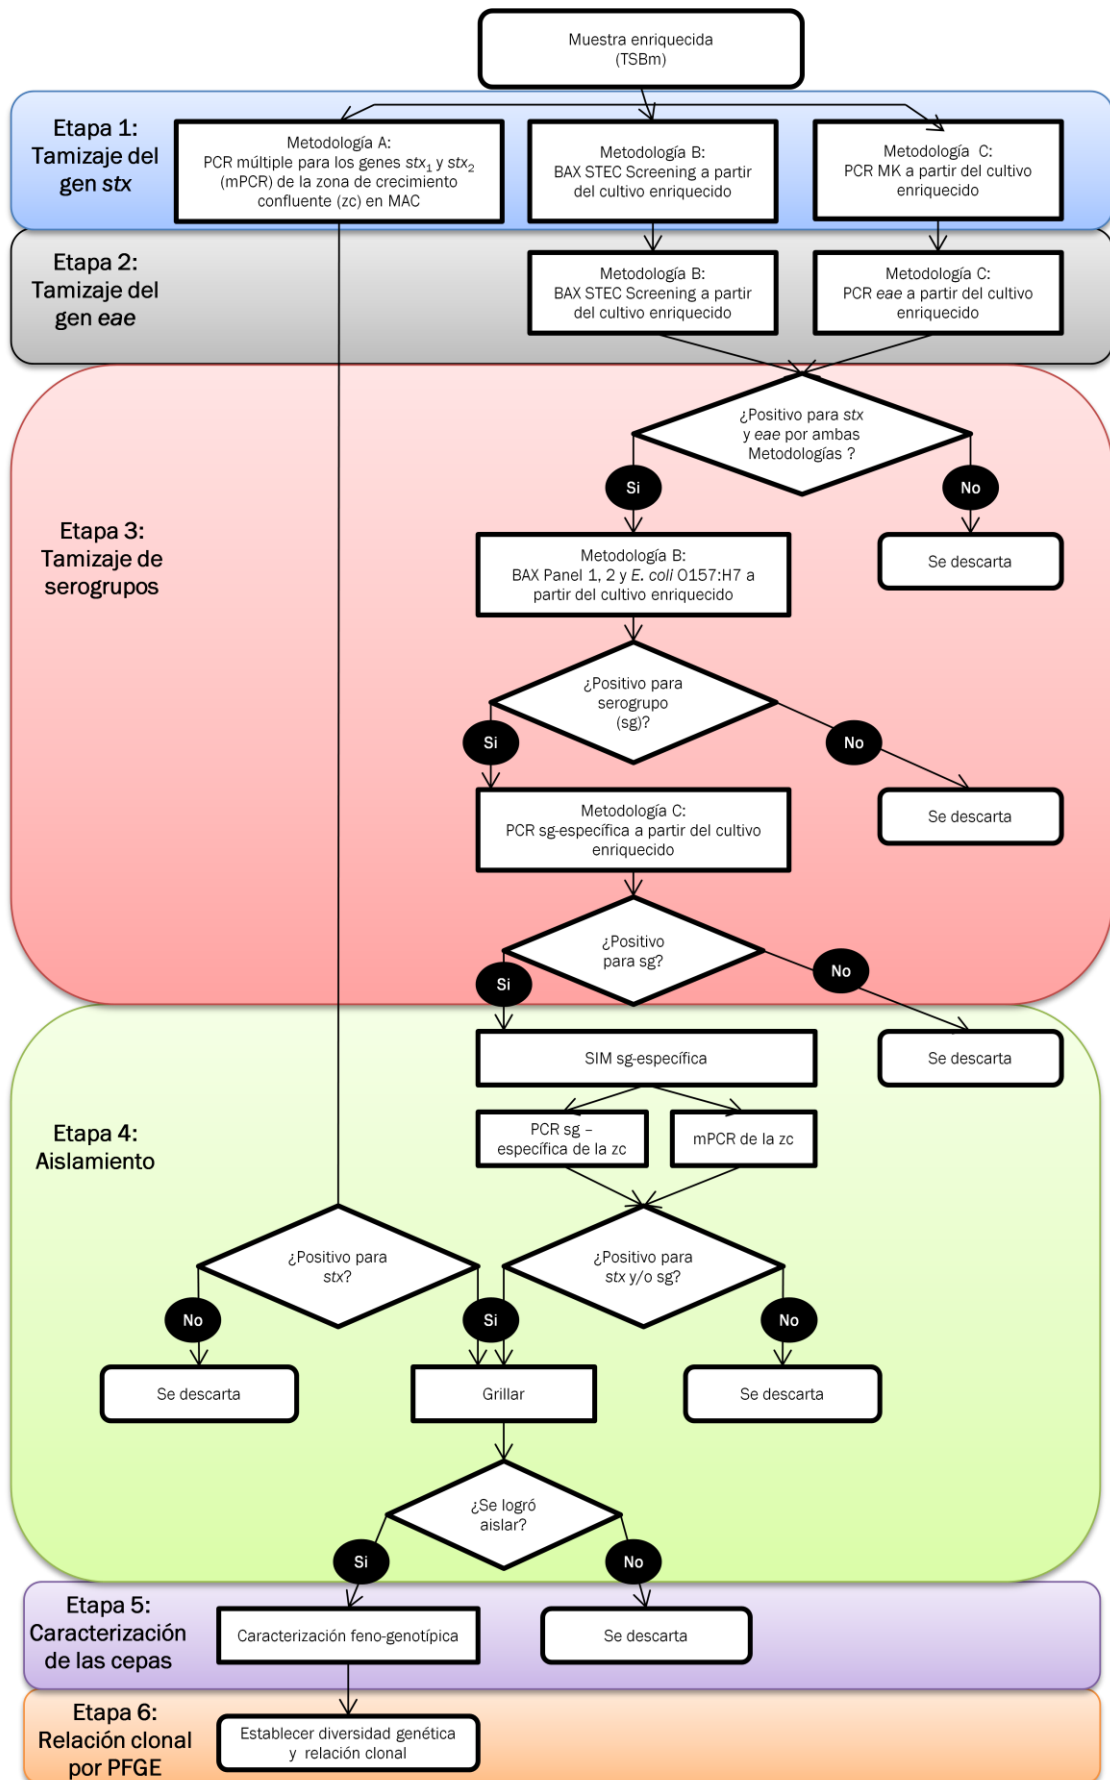 Muestra enriquecida
(TSBm)
Etapa 1:
Tamizaje del
gen stx
Metodología A:
PCR múltiple para los genes stx1 y stx2
(mPCR) de la zona de crecimiento
confluente (zc) en MAC
Metodología B:
BAX STEC Screening a partir
del cultivo enriquecido
Metodología C:
PCR MK a partir del cultivo
enriquecido
Etapa 2:
Tamizaje del
gen eae
Metodología B:
BAX STEC Screening a partir
del cultivo enriquecido
Metodología C:
PCR eae a partir del cultivo
enriquecido
Etapa 3:
Tamizaje de
serogrupos
¿Positivo para stx
y eae por ambas
Metodologías ?
Si
No
Se descarta
Metodología B:
BAX Panel 1, 2 y E. coli O157:H7 a
partir del cultivo enriquecido
¿Positivo para
serogrupo
(sg)?
Si
No
Se descarta
Metodología C:
PCR sg-específica a partir del cultivo
enriquecido
¿Positivo
para sg?
Si
No
Se descarta
Etapa 4:
Aislamiento
SIM sg-específica
PCR sg –
específica de la zc
mPCR de la zc
¿Positivo para
stx?
¿Positivo para
stx y/o sg?
No
Si
No
Se descarta
Grillar
Se descarta
¿Se logró
aislar?
Si
No
Etapa 5:
Caracterización
de las cepas
Caracterización feno-genotípica
Se descarta
Etapa 6:
Relación clonal
por PFGE
Establecer diversidad genética
y relación clonal